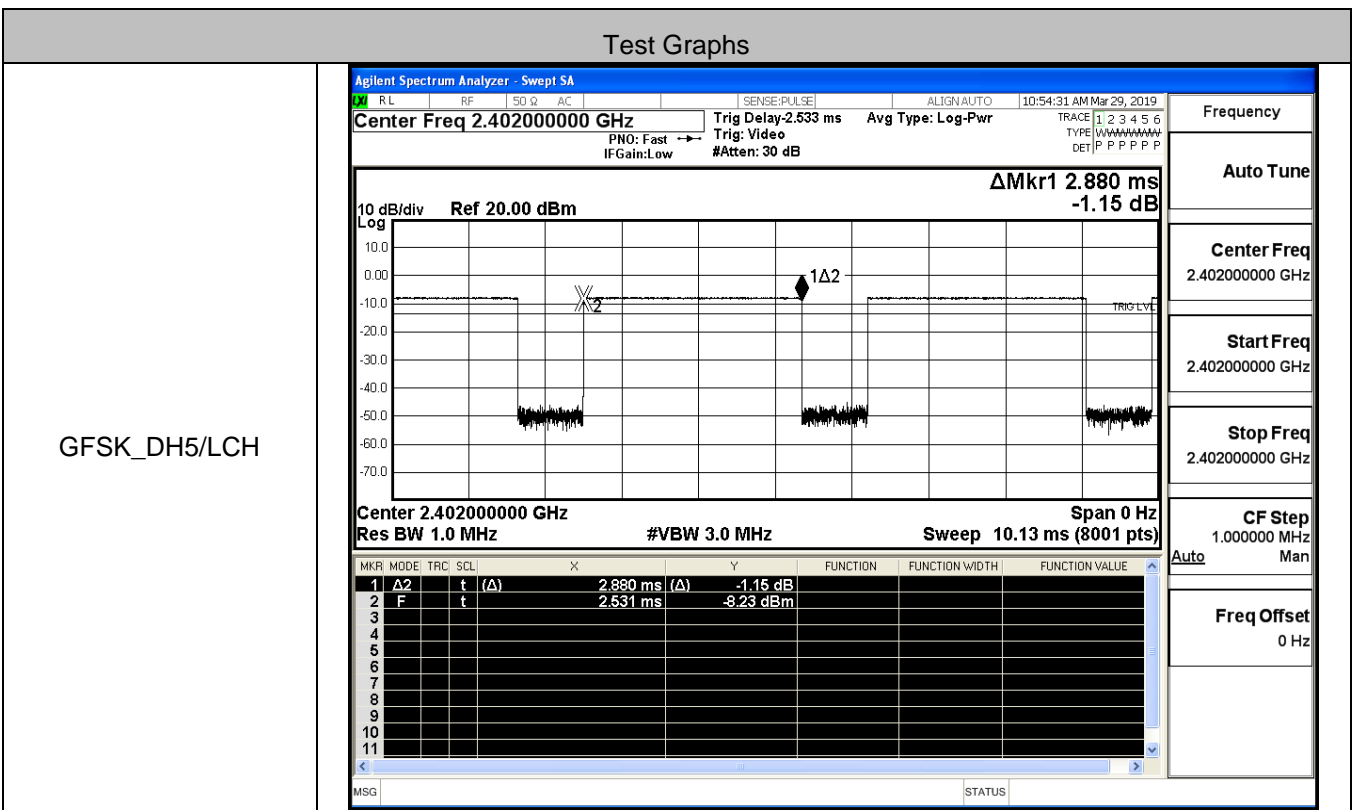 Test Graphs
GFSK_DH5/LCH
Agilent Spectrum Analyzer - Swept SA
LXI RL RF 50 Ω AC SENSE:PULSE ALIGN AUTO 10:54:31 AM Mar 29, 2019
Center Freq 2.402000000 GHz
PNO: Fast
IFGain:Low
Trig Delay-2.533 ms
Trig: Video
#Atten: 30 dB
Avg Type: Log-Pwr
TRACE 1 2 3 4 5 6
TYPE WWWWWW
DET P P P P P P
ΔMkr1 2.880 ms
-1.15 dB
10 dB/div Ref 20.00 dBm
Log
10.0
0.00
-10.0
-20.0
-30.0
-40.0
-50.0
-60.0
-70.0
1Δ2
2
TRIG LVL
Center 2.402000000 GHz Span 0 Hz
Res BW 1.0 MHz #VBW 3.0 MHz Sweep 10.13 ms (8001 pts)
MKR MODE TRC SCL X Y FUNCTION FUNCTION WIDTH FUNCTION VALUE
1 Δ2 t (Δ) 2.880 ms (Δ) -1.15 dB
2 F t 2.531 ms -8.23 dBm
3
4
5
6
7
8
9
10
11
MSG STATUS
Frequency
Auto Tune
Center Freq
2.402000000 GHz
Start Freq
2.402000000 GHz
Stop Freq
2.402000000 GHz
CF Step
1.000000 MHz
Auto Man
Freq Offset
0 Hz